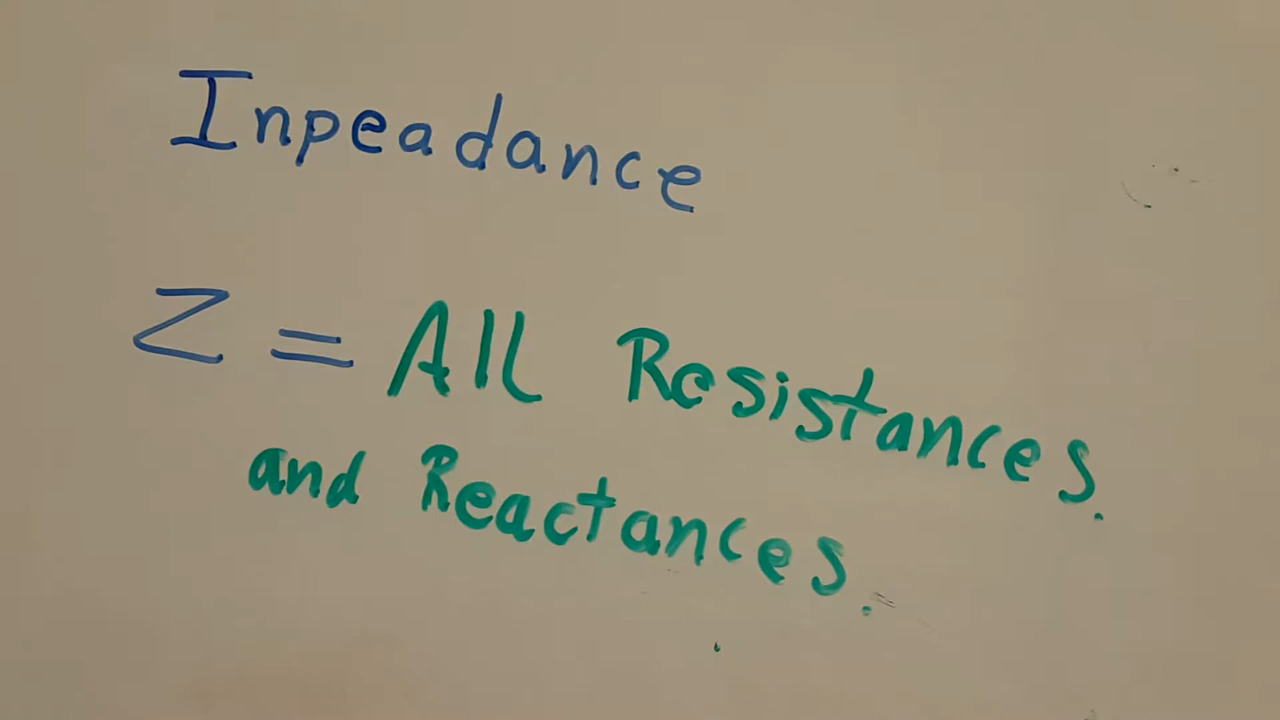 Inpeadance
Z = All Resistances.
and Reactances.